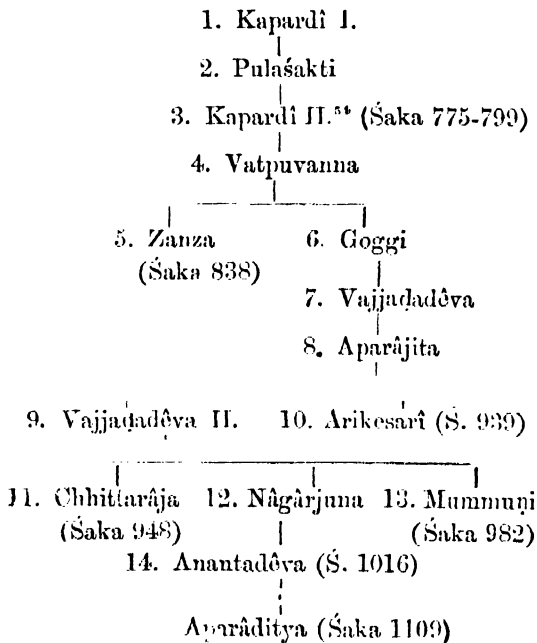 1. Kapardî I.
2. Pulaśakti
3. Kapardî II.⁵⁴ (Śaka 775-799)
4. Vatpuvanna
5. Zanza 6. Goggi
(Śaka 838)
7. Vajjaḍadêva
8. Aparâjita
9. Vajjaḍadêva II. 10. Arikesarî (Ś. 939)
11. Chhittarâja 12. Nâgârjuna 13. Mummuṇi
(Śaka 948) (Śaka 982)
14. Anantadêva (Ś. 1016)
Aparâditya (Śaka 1109)